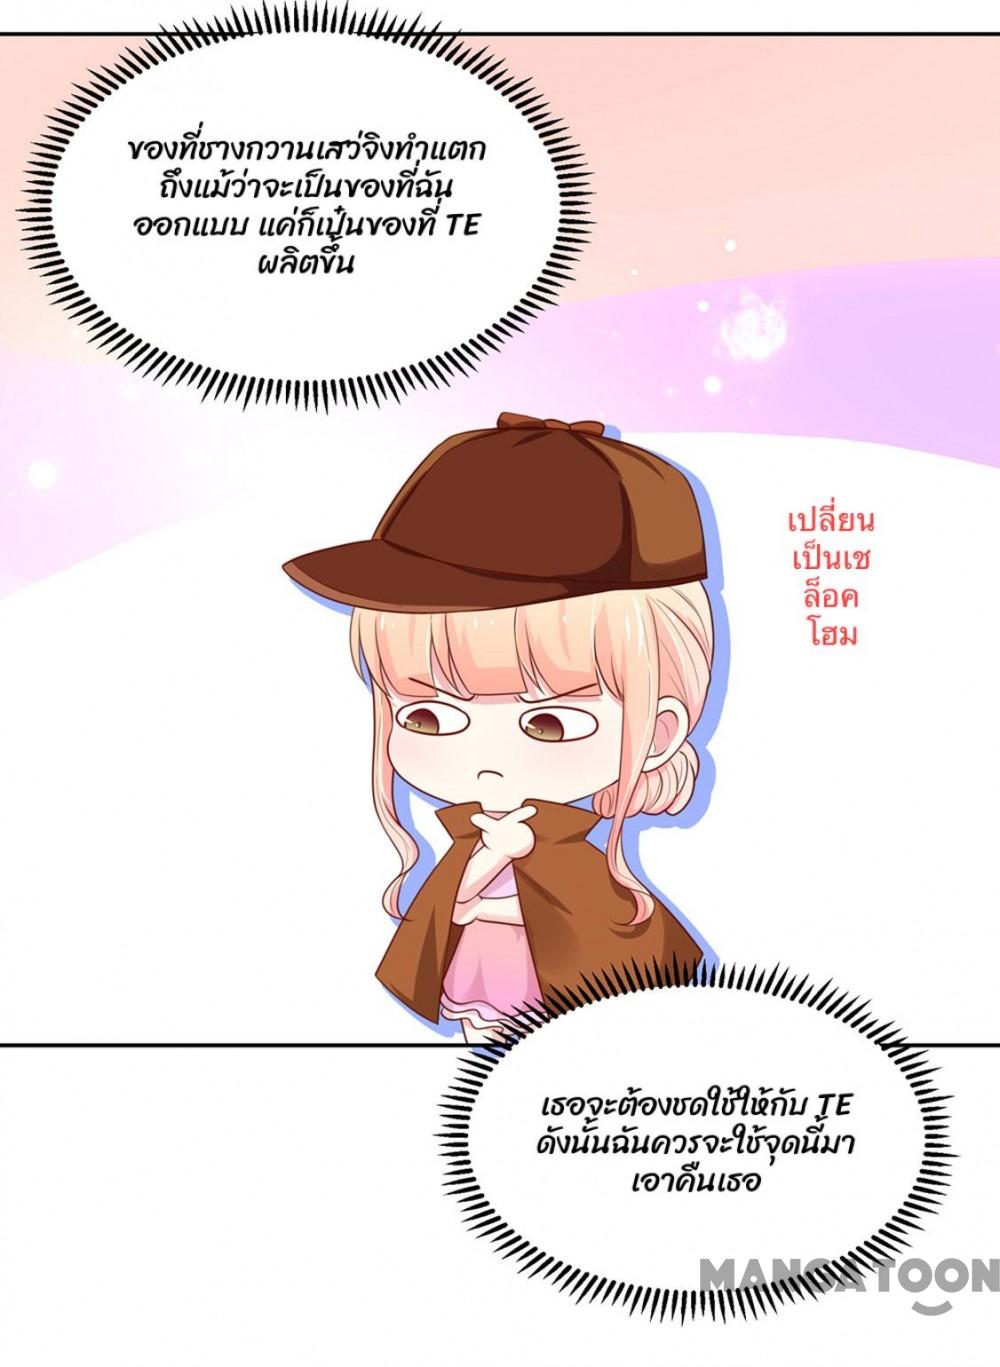 ของที่ชางกวานเสว่จิงทำแตก
ถึงแม้ว่าจะเป็นของที่ฉัน
ออกแบบ แค่ก็เป็นของที่ TE
ผลิตขึ้น
เปลี่ยน
เป็นเช
ล็อค
โฮม
เธอจะต้องชดใช้ให้กับ TE
ดังนั้นฉันควรจะใช้จุดนี้มา
เอาคืนเธอ
MANGATOON